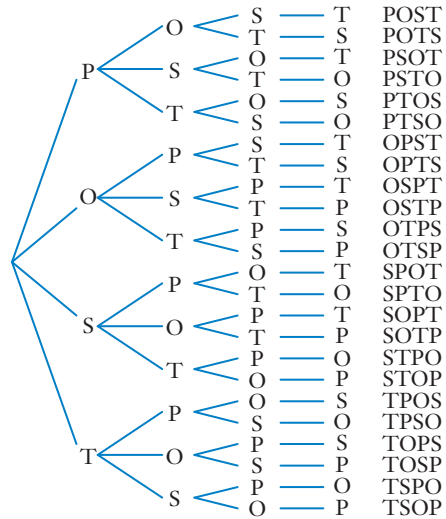 S T POST
O
T S POTS
O T PSOT
P S
T O PSTO
O S PTOS
T
S O PTSO
S T OPST
P
T S OPTS
P T OSPT
O S
T P OSTP
P S OTPS
T
S P OTSP
O T SPOT
P
T O SPTO
P T SOPT
S O
T P SOTP
P O STPO
T
O P STOP
O S TPOS
P
S O TPSO
P S TOPS
T O
S P TOSP
P O TSPO
S
O P TSOP